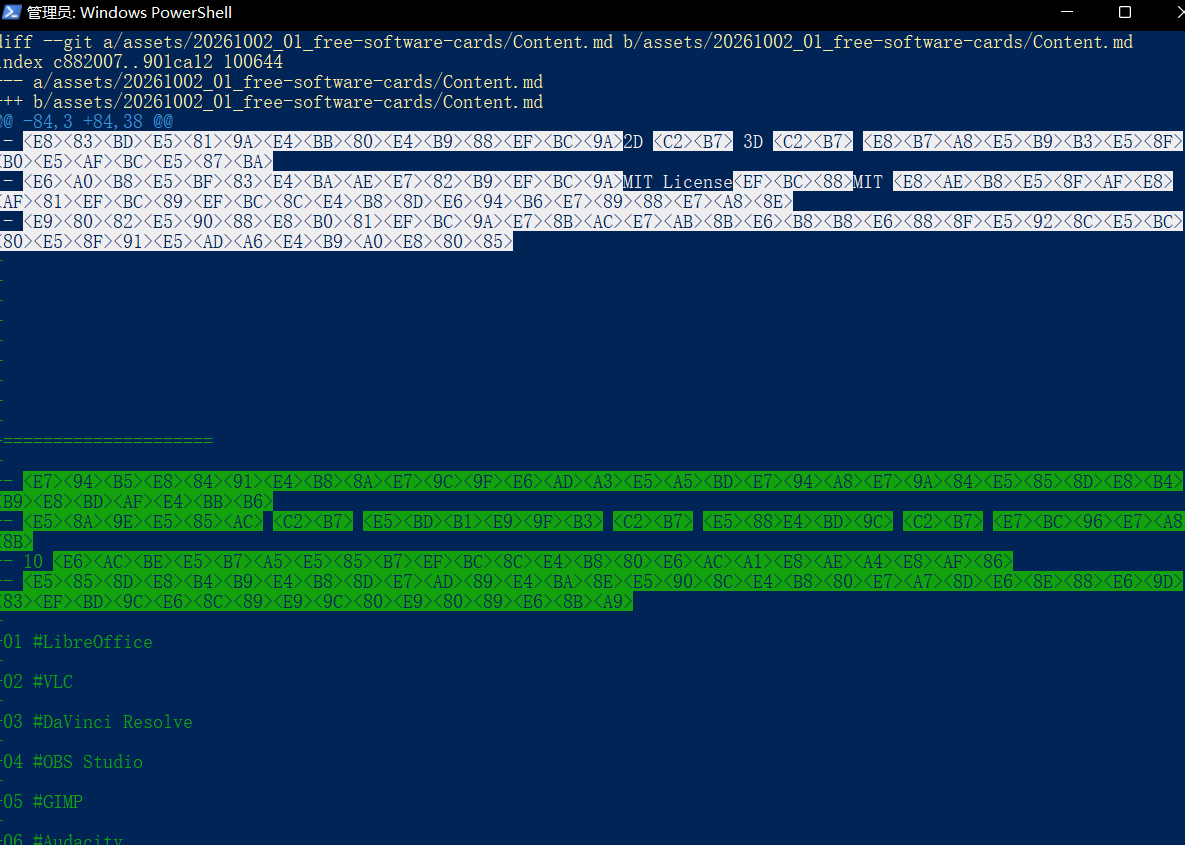 管理员: Windows PowerShell
diff --git a/assets/20261002_01_free-software-cards/Content.md b/assets/20261002_01_free-software-cards/Content.md
index c882007..901ca12 100644
--- a/assets/20261002_01_free-software-cards/Content.md
+++ b/assets/20261002_01_free-software-cards/Content.md
@@ -84,3 +84,38 @@
- <E8><83><BD><E5><81><9A><E4><BB><80><E4><B9><88><EF><BC><9A>2D <C2><B7> 3D <C2><B7> <E8><B7><A8><E5><B9><B3><E5><8F>
<B0><E5><AF><BC><E5><87><BA>
- <E6><A0><B8><E5><BF><83><E4><BA><AE><E7><82><B9><EF><BC><9A>MIT License<EF><BC><88>MIT <E8><AE><B8><E5><8F><AF><E8>
<AF><81><EF><BC><89><EF><BC><8C><E4><B8><8D><E6><94><B6><E7><89><88><E7><A8><8E>
- <E9><80><82><E5><90><88><E8><B0><81><EF><BC><9A><E7><8B><AC><E7><AB><8B><E6><B8><B8><E6><88><8F><E5><92><8C><E5><BC>
<80><E5><8F><91><E5><AD><A6><E4><B9><A0><E8><80><85>
+=====================
+- <E7><94><B5><E8><84><91><E4><B8><8A><E7><9C><9F><E6><AD><A3><E5><A5><BD><E7><94><A8><E7><9A><84><E5><85><8D><E8><B4>
<B9><E8><BD><AF><E4><BB><B6>
+- <E5><8A><9E><E5><85><AC> <C2><B7> <E5><BD><B1><E9><9F><B3> <C2><B7> <E5><88>E4><BD><9C> <C2><B7> <E7><BC><96><E7><A8>
<8B>
+- 10 <E6><AC><BE><E5><B7><A5><E5><85><B7><EF><BC><8C><E4><B8><80><E6><AC><A1><E8><AE><A4><E8><AF><86>
+- <E5><85><8D><E8><B4><B9><E4><B8><8D><E7><AD><89><E4><BA><8E><E5><90><8C><E4><B8><80><E7><A7><8D><E6><8E><88><E6><9D>
<83><EF><BD><9C><E6><8C><89><E9><9C><80><E9><80><89><E6><8B><A9>
+01 #LibreOffice
+02 #VLC
+03 #DaVinci Resolve
+04 #OBS Studio
+05 #GIMP
+06 #Audacity